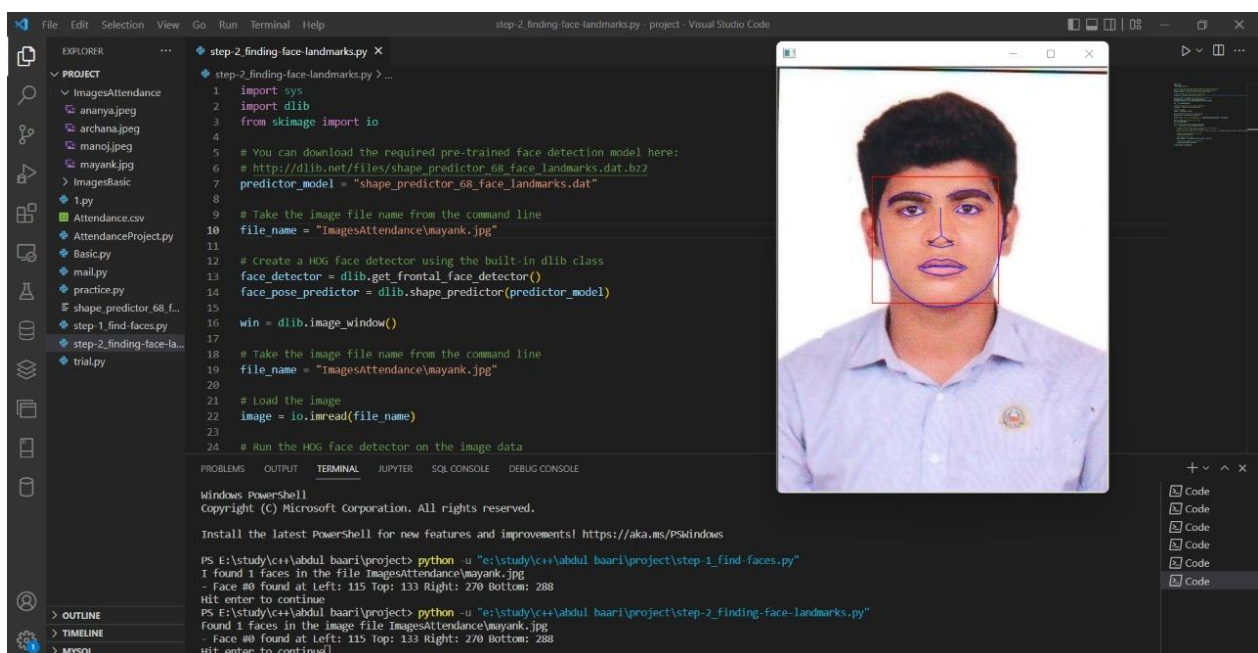 File Edit Selection View Go Run Terminal Help
step-2_finding-face-landmarks.py - project - Visual Studio Code
EXPLORER
PROJECT
ImagesAttendance
ananya.jpeg
archana.jpeg
manoj.jpeg
mayank.jpg
ImagesBasic
1.py
Attendance.csv
AttendanceProject.py
Basic.py
mail.py
practice.py
shape_predictor_68_f...
step-1_find-faces.py
step-2_finding-face-la...
trial.py
OUTLINE
TIMELINE
MYSQL
step-2_finding-face-landmarks.py
step-2_finding-face-landmarks.py > ...
1 import sys
2 import dlib
3 from skimage import io
4
5 # You can download the required pre-trained face detection model here:
6 # http://dlib.net/files/shape_predictor_68_face_landmarks.dat.bz2
7 predictor_model = "shape_predictor_68_face_landmarks.dat"
8
9 # Take the image file name from the command line
10 file_name = "ImagesAttendance\mayank.jpg"
11
12 # Create a HOG face detector using the built-in dlib class
13 face_detector = dlib.get_frontal_face_detector()
14 face_pose_predictor = dlib.shape_predictor(predictor_model)
15
16 win = dlib.image_window()
17
18 # Take the image file name from the command line
19 file_name = "ImagesAttendance\mayank.jpg"
20
21 # Load the image
22 image = io.imread(file_name)
23
24 # Run the HOG face detector on the image data
PROBLEMS OUTPUT TERMINAL JUPYTER SQL CONSOLE DEBUG CONSOLE
Windows PowerShell
Copyright (C) Microsoft Corporation. All rights reserved.
Install the latest PowerShell for new features and improvements! https://aka.ms/PSWindows
PS E:\study\c++\abdul baari\project> python -u "e:\study\c++\abdul baari\project\step-1_find-faces.py"
I found 1 faces in the file ImagesAttendance\mayank.jpg
- Face #0 found at Left: 115 Top: 133 Right: 270 Bottom: 288
Hit enter to continue
PS E:\study\c++\abdul baari\project> python -u "e:\study\c++\abdul baari\project\step-2_finding-face-landmarks.py"
Found 1 faces in the image file ImagesAttendance\mayank.jpg
- Face #0 found at Left: 115 Top: 133 Right: 270 Bottom: 288
Hit enter to continue
Code
Code
Code
Code
Code
Code
1